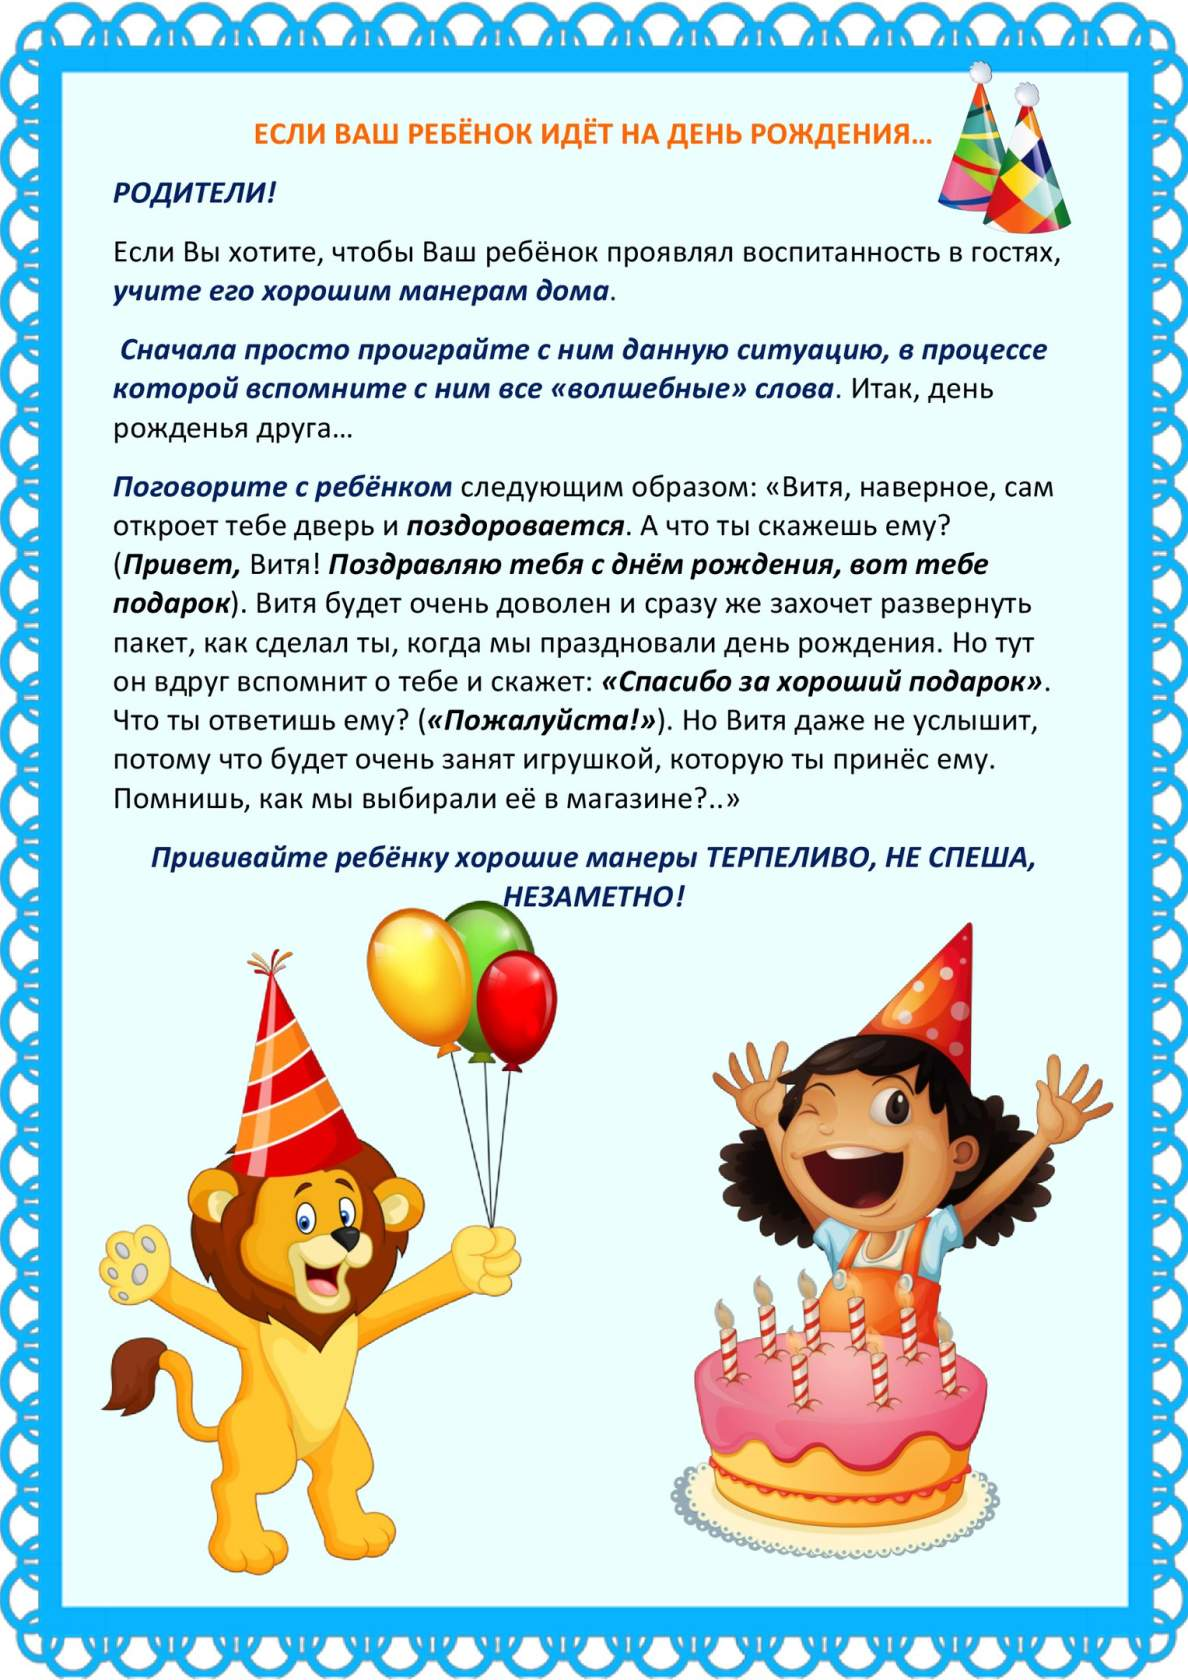 ЕСЛИ ВАШ РЕБЁНОК ИДЁТ НА ДЕНЬ РОЖДЕНИЯ…
РОДИТЕЛИ!
Если Вы хотите, чтобы Ваш ребёнок проявлял воспитанность в гостях,
учите его хорошим манерам дома.
Сначала просто проиграйте с ним данную ситуацию, в процессе
которой вспомните с ним все «волшебные» слова. Итак, день
рожденья друга…
Поговорите с ребёнком следующим образом: «Витя, наверное, сам
откроет тебе дверь и поздоровается. А что ты скажешь ему?
(Привет, Витя! Поздравляю тебя с днём рождения, вот тебе
подарок). Витя будет очень доволен и сразу же захочет развернуть
пакет, как сделал ты, когда мы праздновали день рождения. Но тут
он вдруг вспомнит о тебе и скажет: «Спасибо за хороший подарок».
Что ты ответишь ему? («Пожалуйста!»). Но Витя даже не услышит,
потому что будет очень занят игрушкой, которую ты принёс ему.
Помнишь, как мы выбирали её в магазине?..»
Прививайте ребёнку хорошие манеры ТЕРПЕЛИВО, НЕ СПЕША,
НЕЗАМЕТНО!